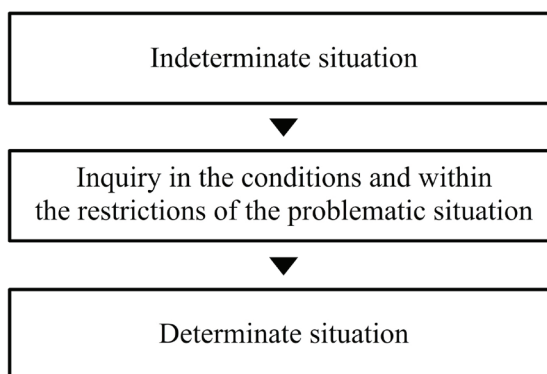 Indeterminate situation
Inquiry in the conditions and within
the restrictions of the problematic situation
Determinate situation